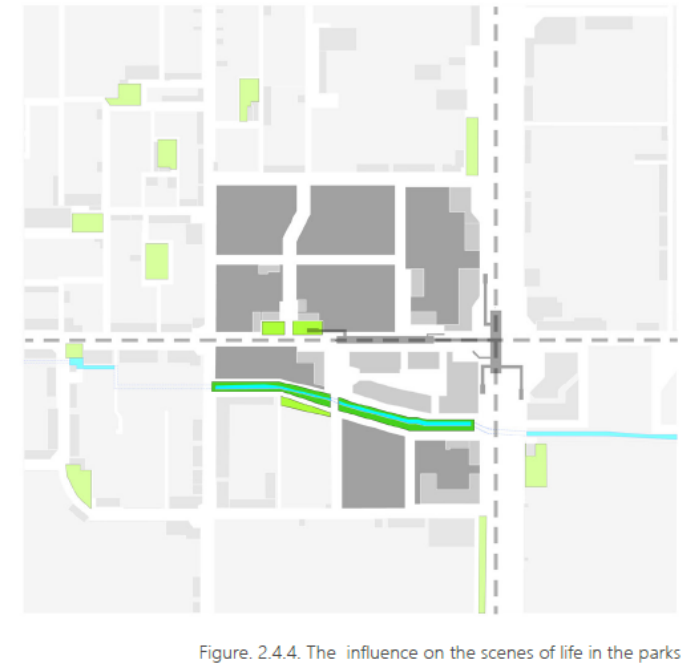 Figure. 2.4.4. The influence on the scenes of life in the parks